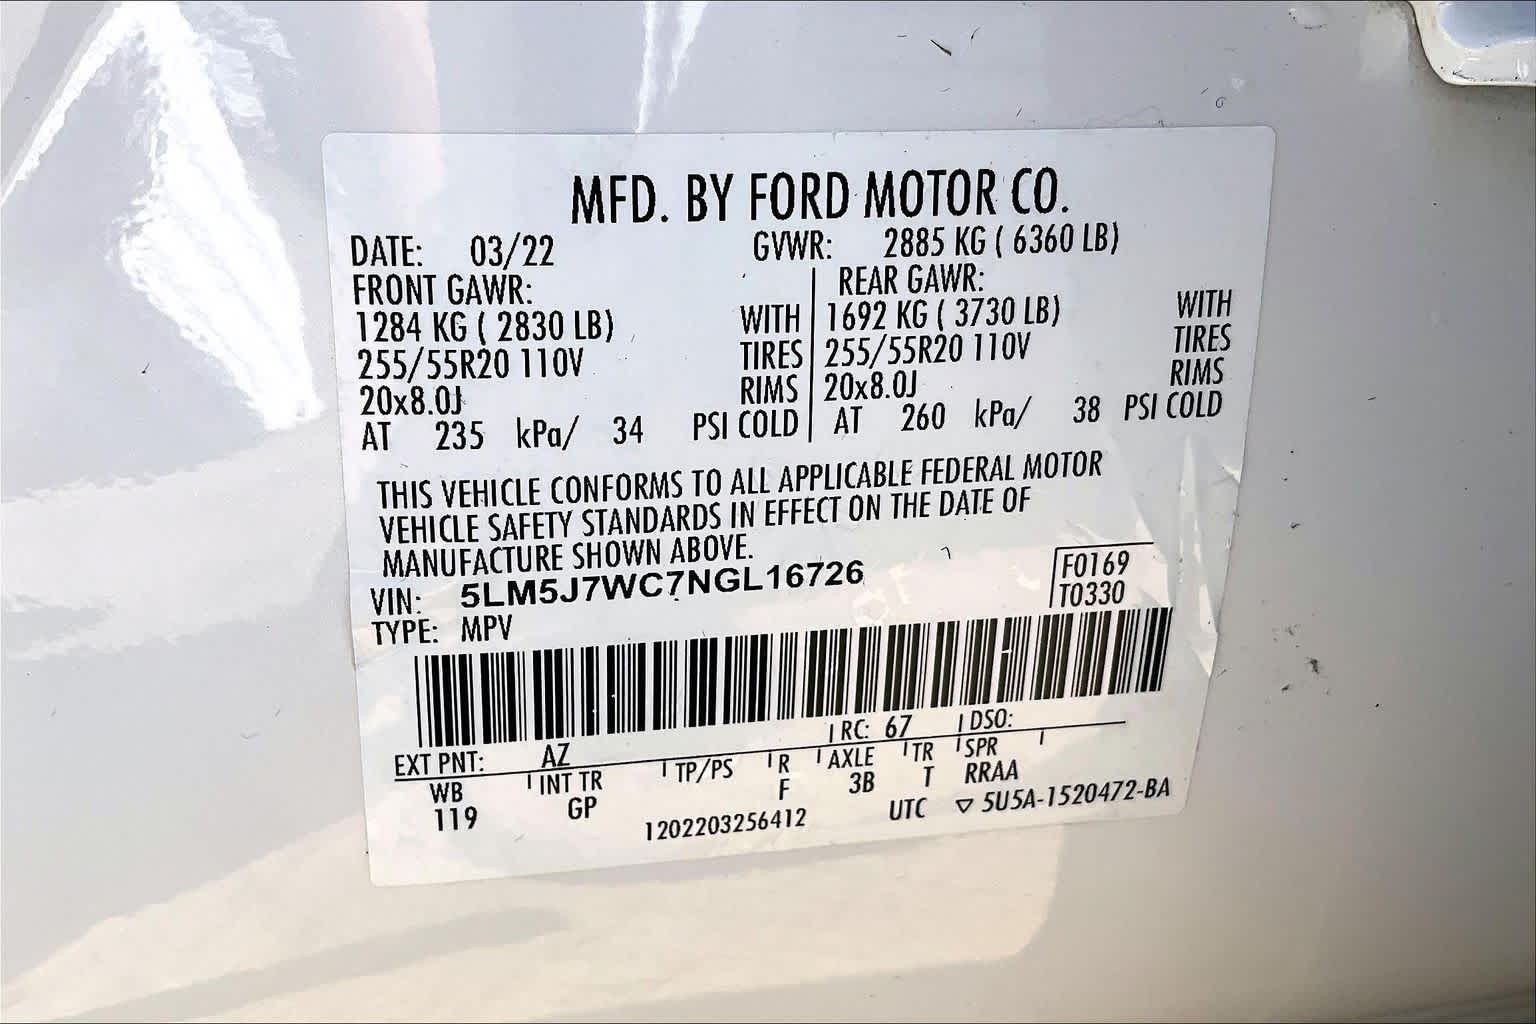 MFD. BY FORD MOTOR CO.
DATE: 03/22 GVWR: 2885 KG ( 6360 LB)
FRONT GAWR: REAR GAWR:
1284 KG ( 2830 LB) WITH 1692 KG ( 3730 LB) WITH
255/55R20 110V TIRES 255/55R20 110V TIRES
20x8.0J RIMS 20x8.0J RIMS
AT 235 kPa/ 34 PSI COLD AT 260 kPa/ 38 PSI COLD
THIS VEHICLE CONFORMS TO ALL APPLICABLE FEDERAL MOTOR
VEHICLE SAFETY STANDARDS IN EFFECT ON THE DATE OF
MANUFACTURE SHOWN ABOVE.
VIN: 5LM5J7WC7NGL16726 F0169
TYPE: MPV T0330
EXT PNT: AZ RC: 67 DSO:
WB INT TR TP/PS R AXLE TR SPR
119 GP F 3B T RRAA
1202203256412 UTC ▽ 5U5A-1520472-BA